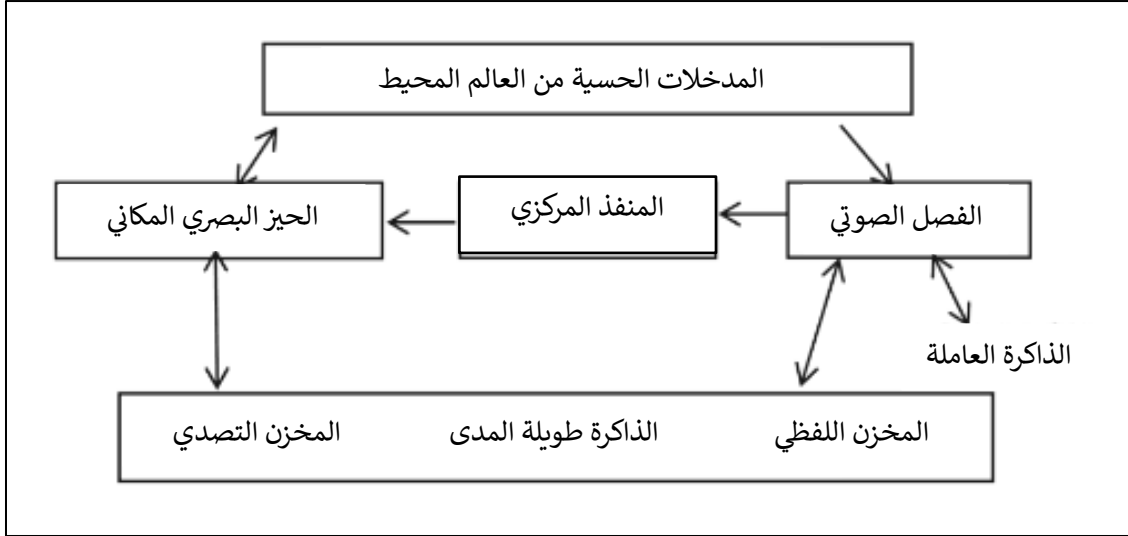 المدخلات الحسية من العالم المحيط
الفصل الصوتي
المنفذ المركزي
الحيز البصري المكاني
الذاكرة العاملة
المخزن اللفظي
الذاكرة طويلة المدى
المخزن التصدي